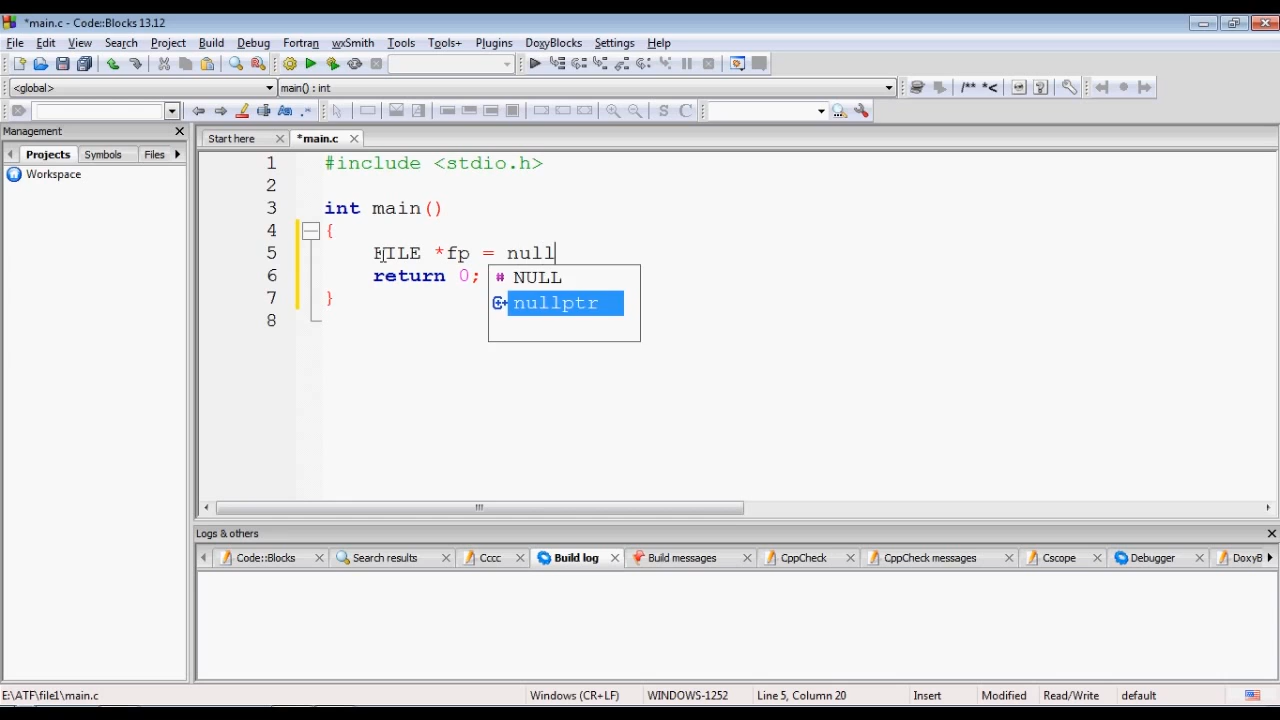 *main.c - Code::Blocks 13.12
File Edit View Search Project Build Debug Fortran wxSmith Tools Tools+ Plugins DoxyBlocks Settings Help
<global> main() : int
/** *<
S C
Management
Projects Symbols Files
Workspace
Start here *main.c
1 #include <stdio.h>
2
3 int main()
4 {
5 FILE *fp = null
6 return 0;
7 }
8
# NULL
nullptr
Logs & others
Code::Blocks Search results Cccc Build log Build messages CppCheck CppCheck messages Cscope Debugger DoxyB
E:\ATF\file1\main.c Windows (CR+LF) WINDOWS-1252 Line 5, Column 20 Insert Modified Read/Write default